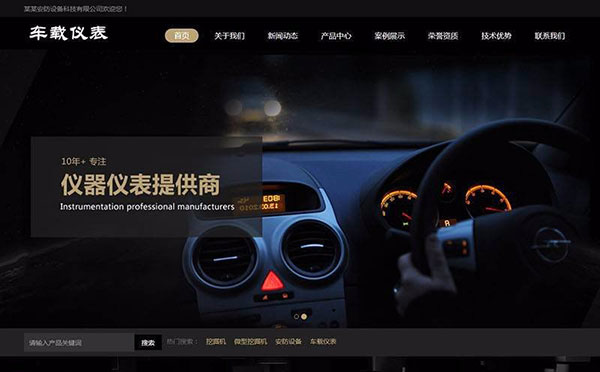 某某安防设备科技有限公司欢迎您！
车载仪表
首页 关于我们 新闻动态 产品中心 案例展示 荣誉资质 技术优势 联系我们
10年+ 专注
仪器仪表提供商
Instrumentation professional manufacturers
A
请输入产品关键词 搜索 热门搜索： 挖掘机 微型挖掘机 安防设备 车载仪表